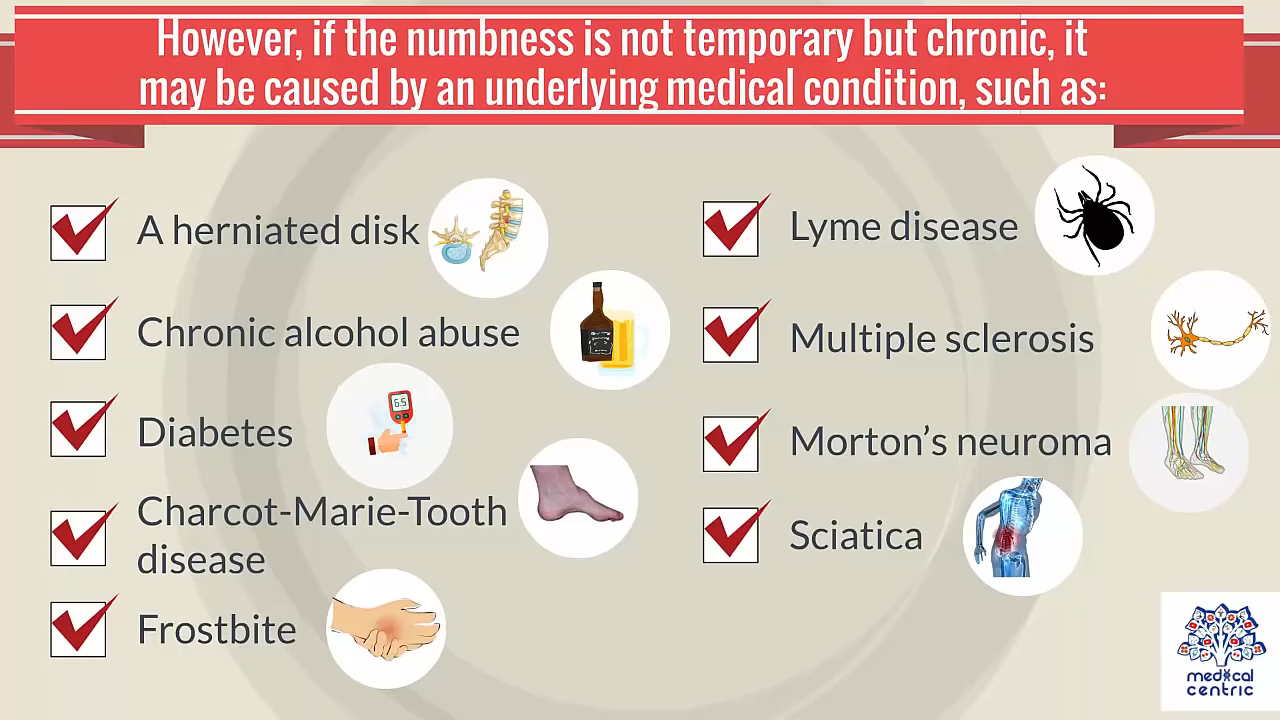 However, if the numbness is not temporary but chronic, it
may be caused by an underlying medical condition, such as:
A herniated disk
Chronic alcohol abuse
Diabetes
6.5
Charcot-Marie-Tooth
disease
Frostbite
Lyme disease
Multiple sclerosis
Morton’s neuroma
Sciatica
medical
centric